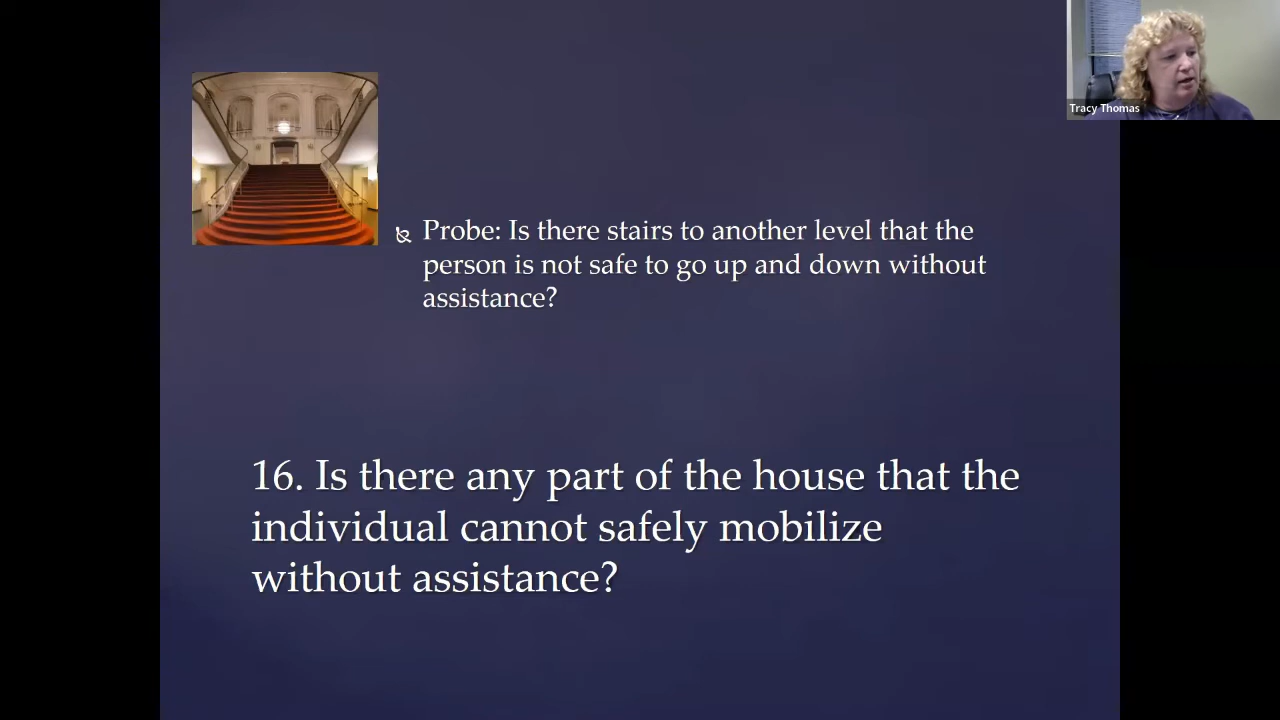 Tracy Thomas
Probe: Is there stairs to another level that the
person is not safe to go up and down without
assistance?
16. Is there any part of the house that the
individual cannot safely mobilize
without assistance?